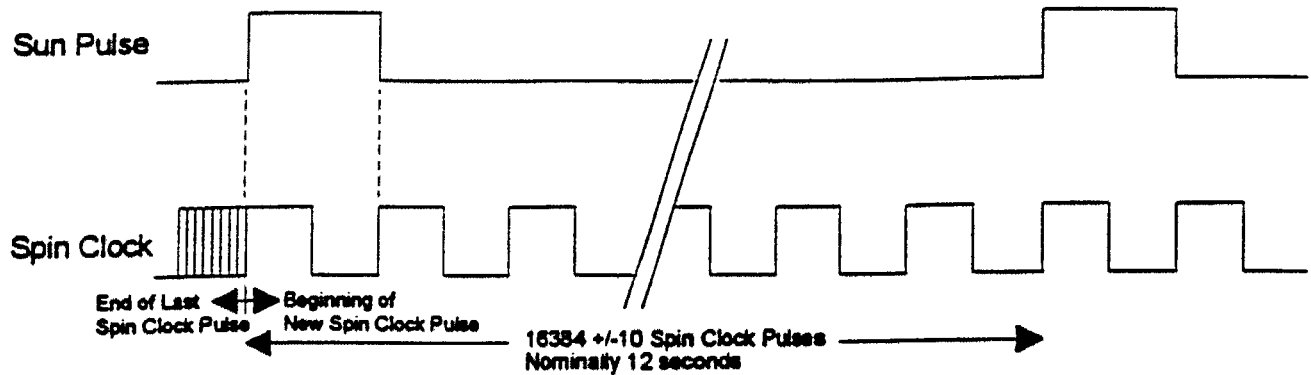 Sun Pulse
Spin Clock
End of Last
Spin Clock Pulse
Beginning of
New Spin Clock Pulse
16384 +/-10 Spin Clock Pulses
Nominally 12 seconds